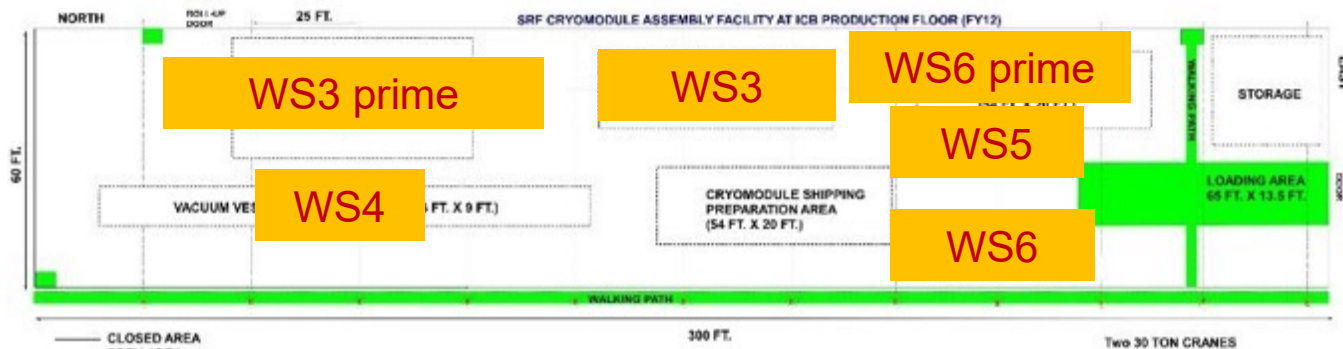 NORTH
ROLL-UP
DOOR
25 FT.
SRF CRYOMODULE ASSEMBLY FACILITY AT ICB PRODUCTION FLOOR (FY12)
WS3 prime
WS3
WS6 prime
WALKING PATH
STORAGE
EAST
60 FT.
WS5
WS4
VACUUM
FT. X 9 FT.)
CRYOMODULE SHIPPING
PREPARATION AREA
(54 FT. X 20 FT.)
LOADING AREA
65 FT. X 13.5 FT.
DOOR
WS6
WALKING PATH
300 FT.
CLOSED AREA
Two 30 TON CRANES